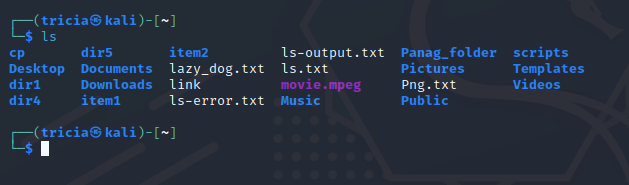 ┌──(tricia㉿kali)-[~]
└─$ ls
cp dir5 item2 ls-output.txt Panag_folder scripts
Desktop Documents lazy_dog.txt ls.txt Pictures Templates
dir1 Downloads link movie.mpeg Png.txt Videos
dir4 item1 ls-error.txt Music Public
┌──(tricia㉿kali)-[~]
└─$